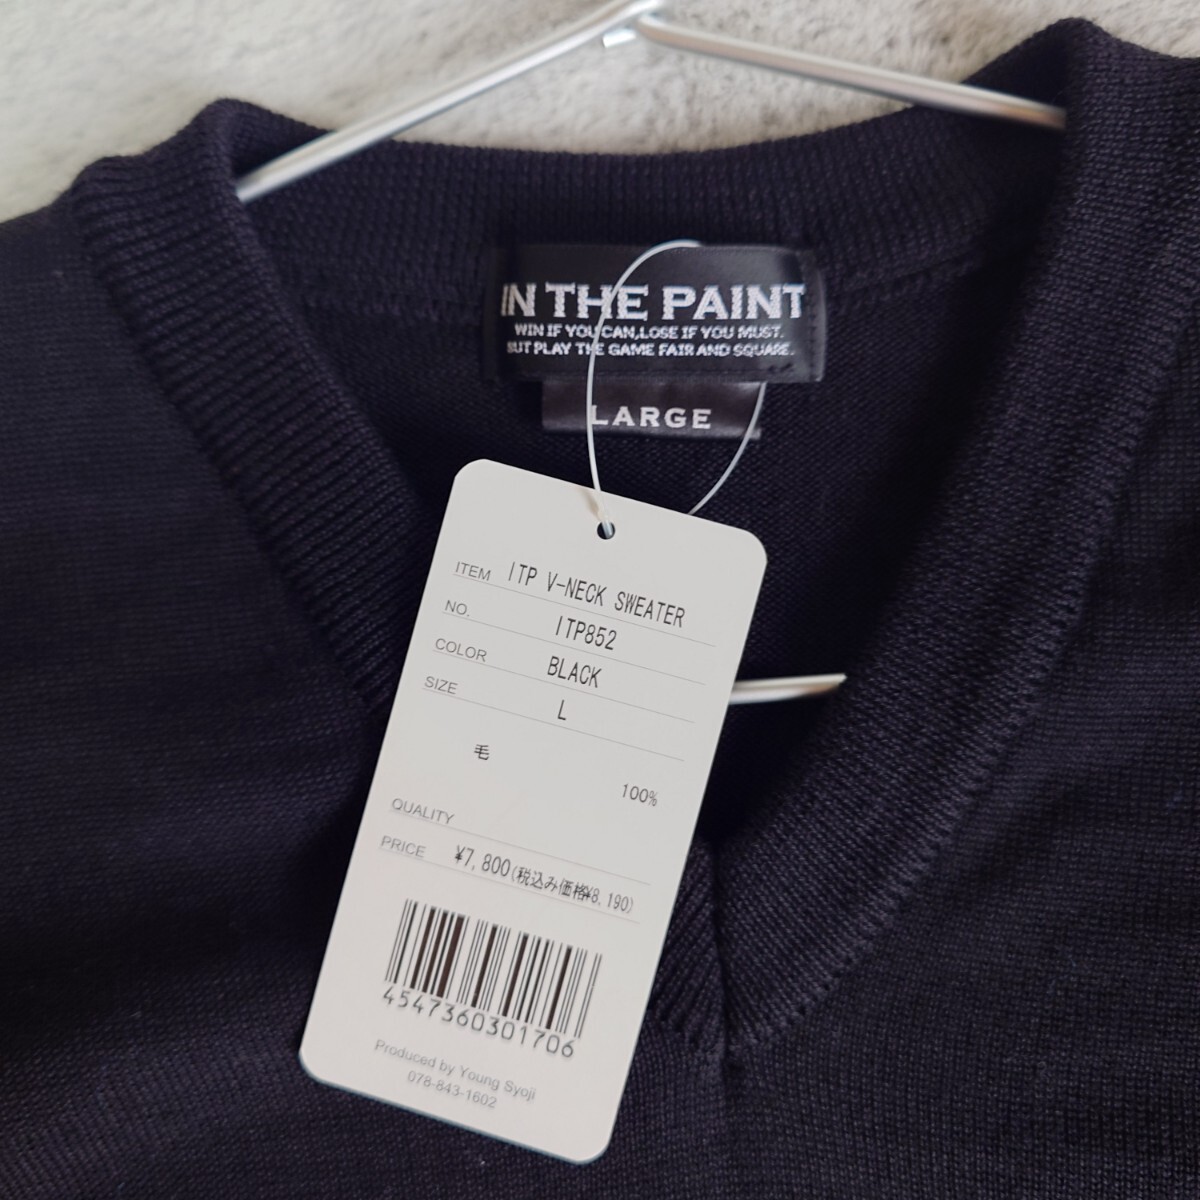 IN THE PAINT
WIN IF YOU CAN,LOSE IF YOU MUST.
BUT PLAY THE GAME FAIR AND SQUARE.
LARGE
ITEM ITP V-NECK SWEATER
NO. ITP852
COLOR BLACK
SIZE L
毛 100%
QUALITY
PRICE ¥7,800(税込み価格¥8,190)
4547360301706
Produced by Young Syoji
078-843-1602